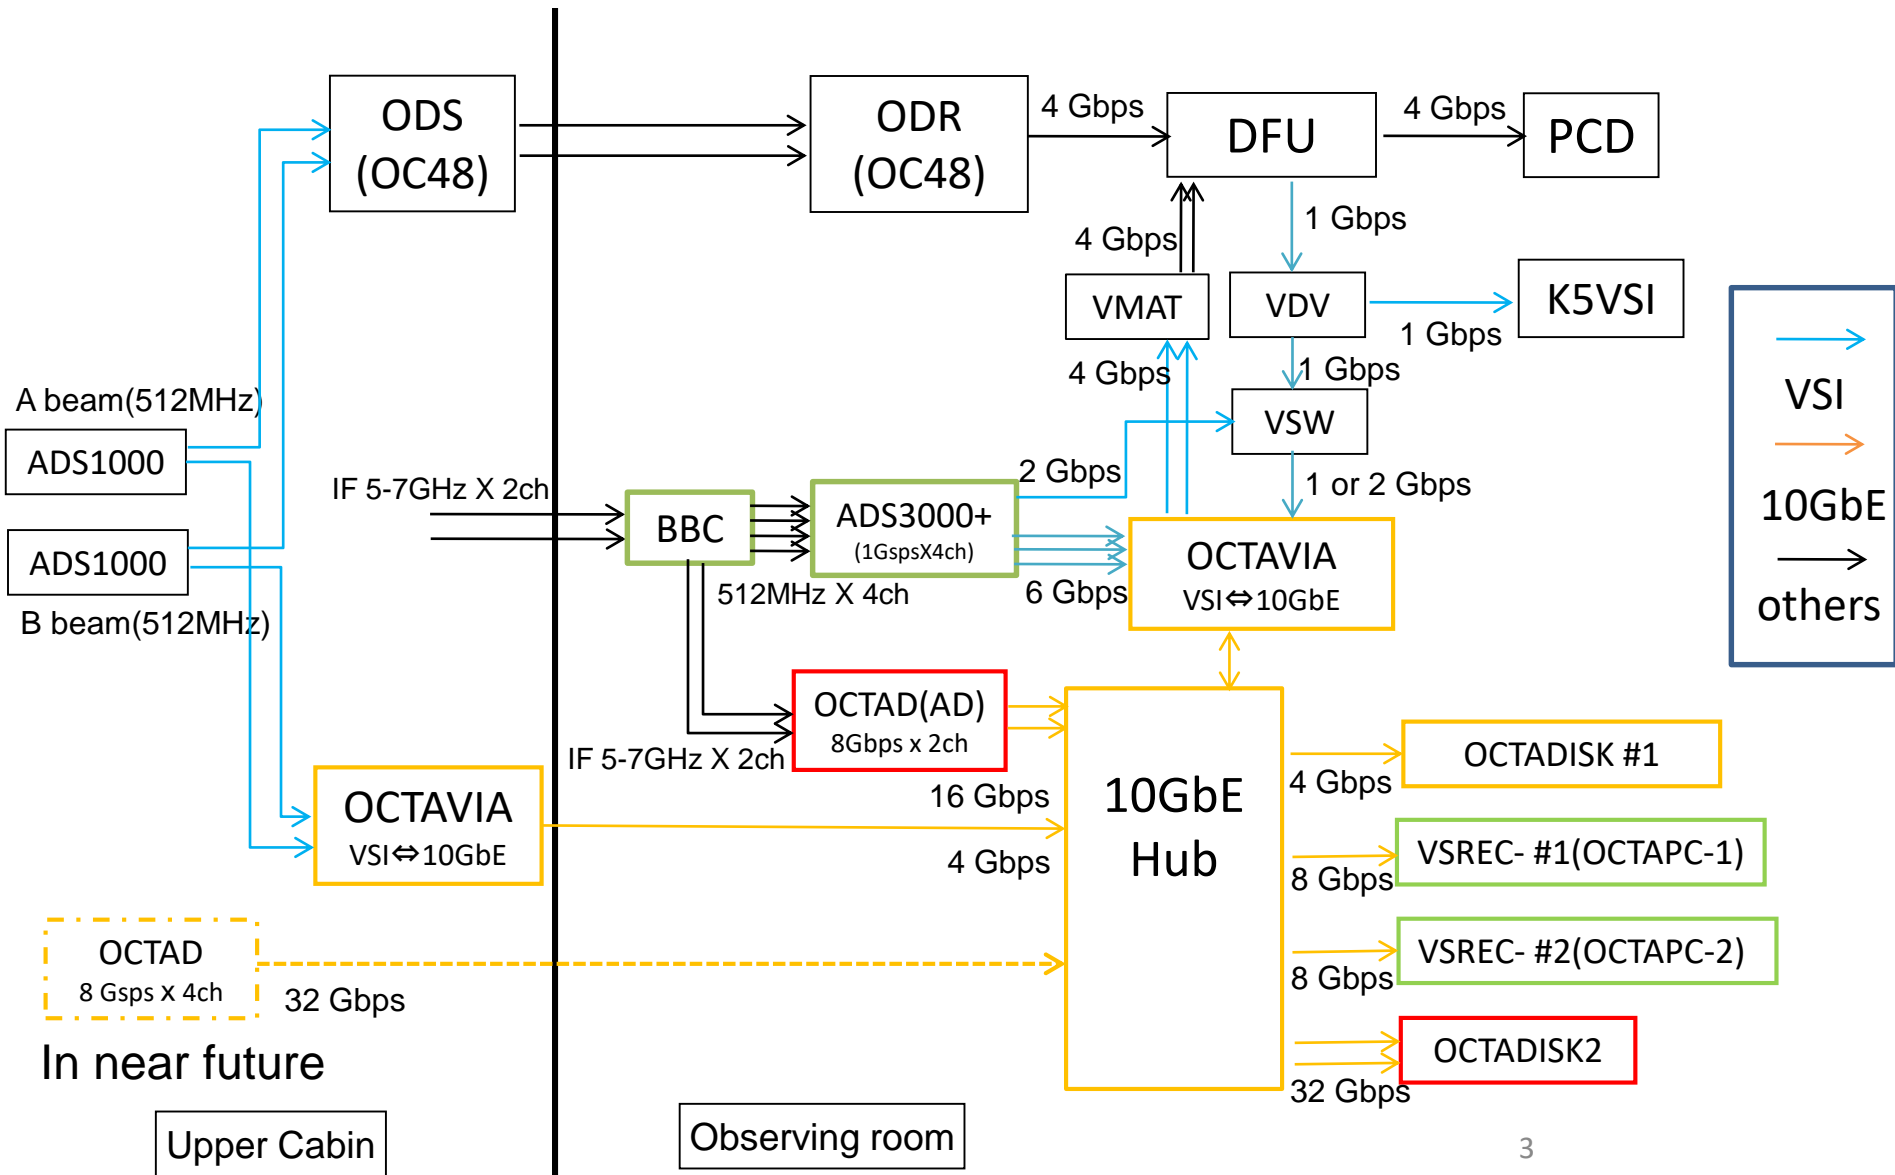 ODS
(OC48)
ODR
(OC48)
4 Gbps
DFU
4 Gbps
PCD
1 Gbps
4 Gbps
VMAT
VDV
K5VSI
1 Gbps
4 Gbps
1 Gbps
VSW
A beam(512MHz)
ADS1000
IF 5-7GHz X 2ch
BBC
ADS3000+
(1GspsX4ch)
2 Gbps
1 or 2 Gbps
OCTAVIA
VSI⇔10GbE
512MHz X 4ch
6 Gbps
ADS1000
B beam(512MHz)
VSI
10GbE
others
OCTAD(AD)
8Gbps x 2ch
IF 5-7GHz X 2ch
16 Gbps
OCTAVIA
VSI⇔10GbE
4 Gbps
10GbE
Hub
OCTADISK #1
4 Gbps
VSREC- #1(OCTAPC-1)
8 Gbps
VSREC- #2(OCTAPC-2)
8 Gbps
OCTADISK2
32 Gbps
OCTAD
8 Gsps x 4ch
32 Gbps
In near future
Upper Cabin
Observing room
3